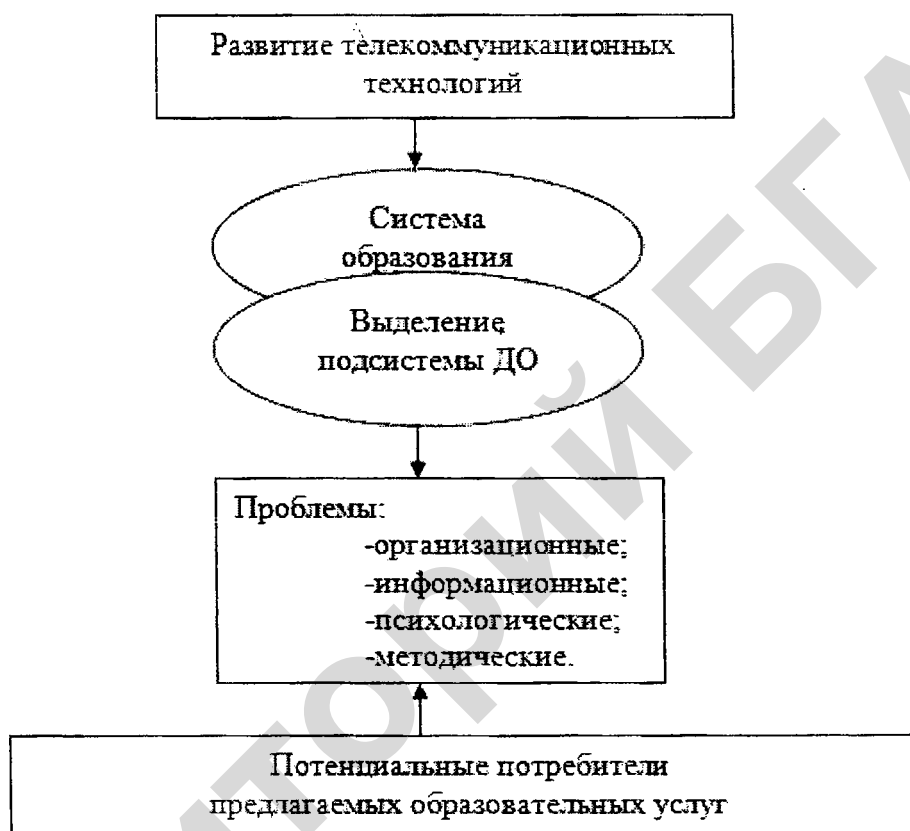 Развитие телекоммуникационных
технологий
Система
образования
Выделение
подсистемы ДО
Проблемы:
-организационные;
-информационные;
-психологические;
-методические.
Потенциальные потребители
предлагаемых образовательных услуг